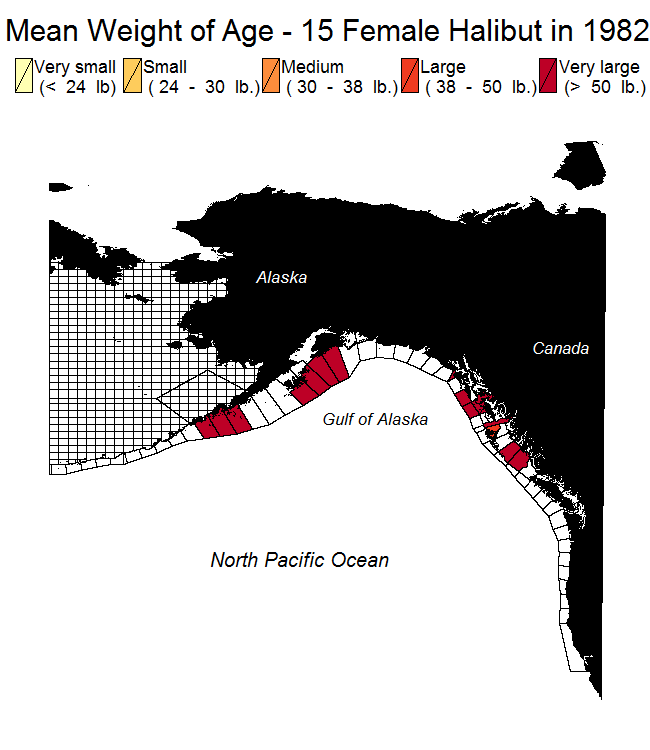 Mean Weight of Age - 15 Female Halibut in 1982
Very small Small Medium Large Very large
(< 24 lb) (24 - 30 lb.) (30 - 38 lb.) (38 - 50 lb.) (> 50 lb.)
Alaska
Canada
Gulf of Alaska
North Pacific Ocean